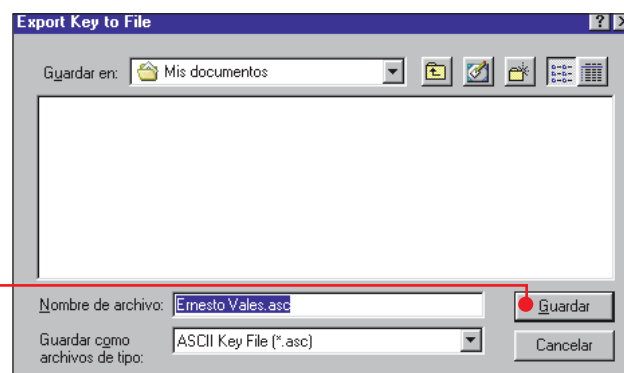 Export Key to File
Guardar en: Mis documentos
Nombre de archivo: Ernesto Vales.asc
Guardar
Guardar como
archivos de tipo: ASCII Key File (*.asc)
Cancelar